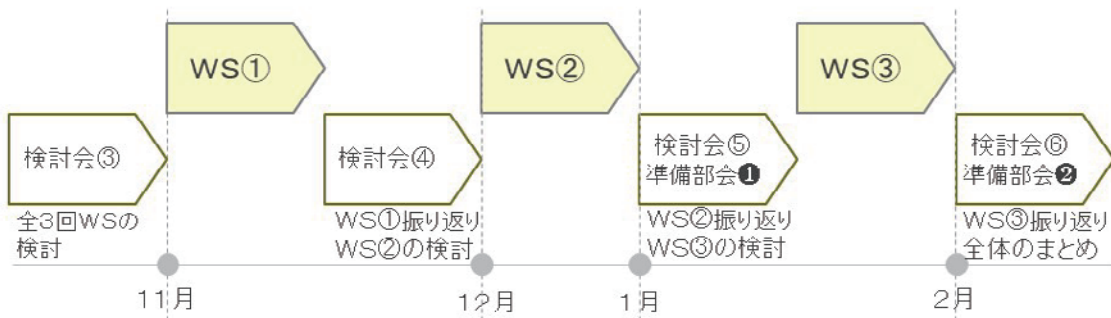 WS①
WS②
WS③
検討会③
検討会④
検討会⑤
準備部会❶
検討会⑥
準備部会❷
全3回WSの
検討
WS①振り返り
WS②の検討
WS②振り返り
WS③の検討
WS③振り返り
全体のまとめ
11月
12月
1月
2月